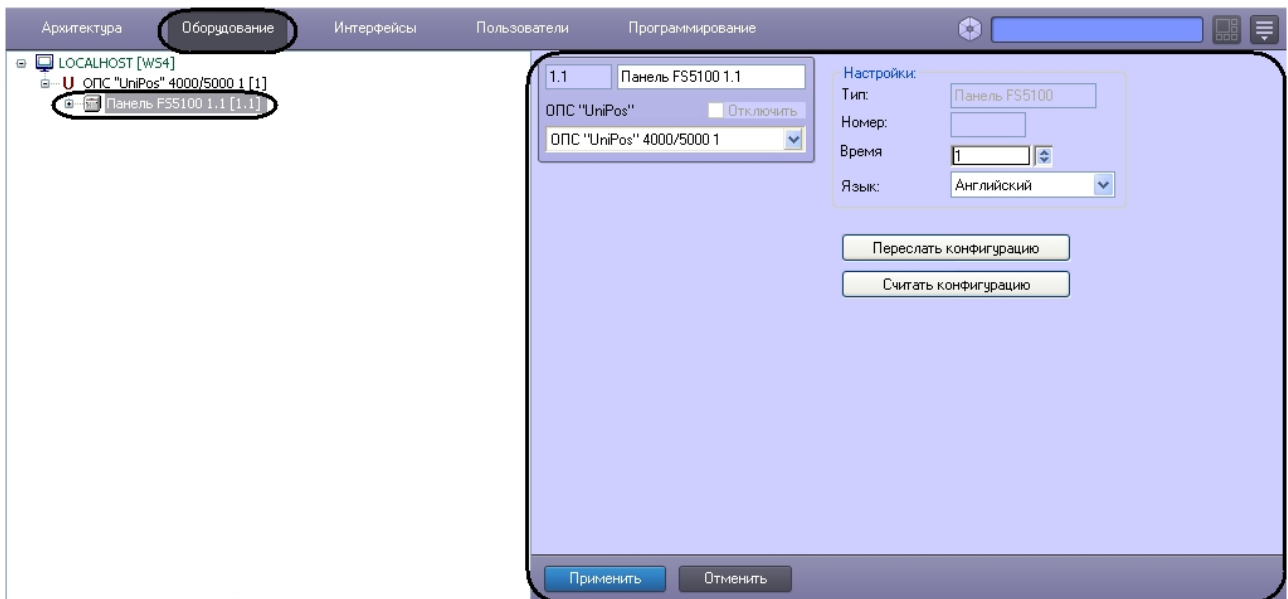 Архитектура Оборудование Интерфейсы Пользователи Программирование
LOCALHOST [WS4]
U ОПС "UniPos" 4000/5000 1 [1]
Панель FS5100 1.1 [1.1]
1.1 Панель FS5100 1.1
ОПС "UniPos" Отключить
ОПС "UniPos" 4000/5000 1
Настройки:
Тип: Панель FS5100
Номер:
Время 1
Язык: Английский
Переслать конфигурацию
Считать конфигурацию
Применить Отменить